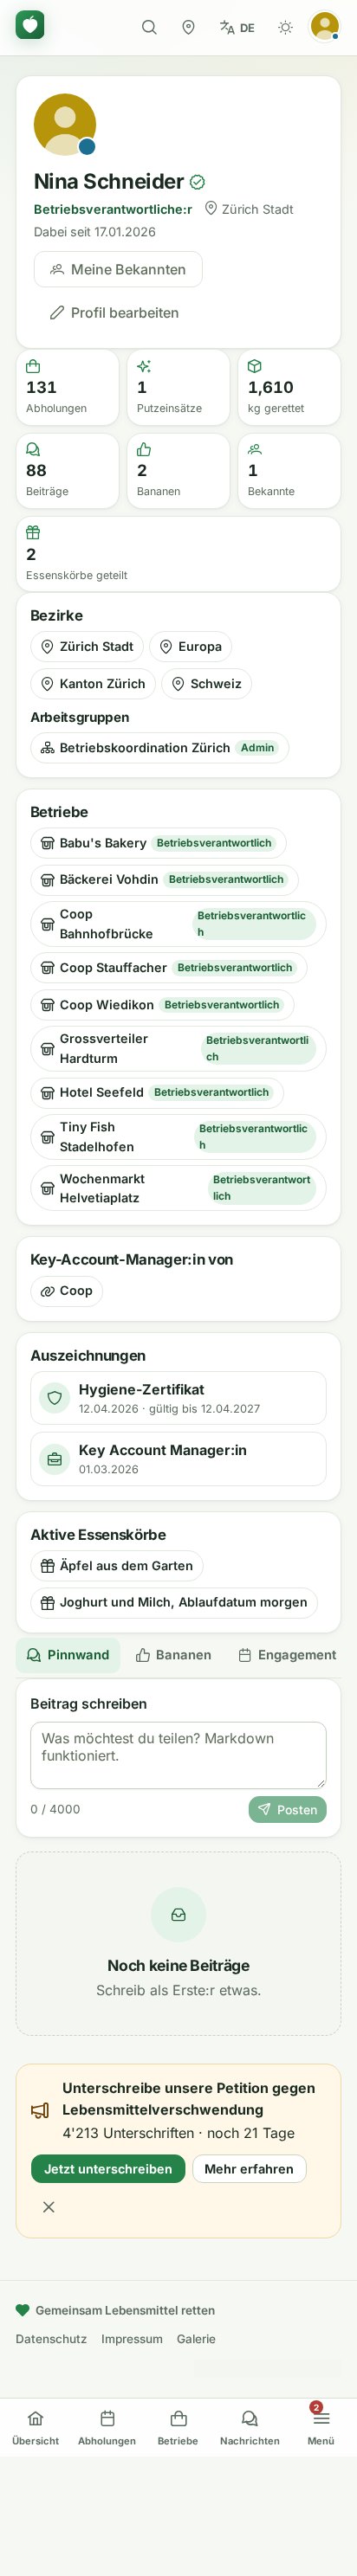 DE
Nina Schneider
Betriebsverantwortliche:r Zürich Stadt
Dabei seit 17.01.2026
Meine Bekannten
Profil bearbeiten
131
Abholungen
1
Putzeinsätze
1,610
kg gerettet
88
Beiträge
2
Bananen
1
Bekannte
2
Essenskörbe geteilt
Bezirke
Zürich Stadt Europa
Kanton Zürich Schweiz
Arbeitsgruppen
Betriebskoordination Zürich Admin
Betriebe
Babu's Bakery Betriebsverantwortlich
Bäckerei Vohdin Betriebsverantwortlich
Coop
Bahnhofbrücke
Betriebsverantwortlic
h
Coop Stauffacher Betriebsverantwortlich
Coop Wiedikon Betriebsverantwortlich
Grossverteiler
Hardturm
Betriebsverantwortli
ch
Hotel Seefeld Betriebsverantwortlich
Tiny Fish
Stadelhofen
Betriebsverantwortlic
h
Wochenmarkt
Helvetiaplatz
Betriebsverantwort
lich
Key-Account-Manager:in von
Coop
Auszeichnungen
Hygiene-Zertifikat
12.04.2026 · gültig bis 12.04.2027
Key Account Manager:in
01.03.2026
Aktive Essenskörbe
Äpfel aus dem Garten
Joghurt und Milch, Ablaufdatum morgen
Pinnwand Bananen Engagement
Beitrag schreiben
Was möchtest du teilen? Markdown
funktioniert.
0 / 4000 Posten
Noch keine Beiträge
Schreib als Erste:r etwas.
Unterschreibe unsere Petition gegen
Lebensmittelverschwendung
4'213 Unterschriften · noch 21 Tage
Jetzt unterschreiben Mehr erfahren
Gemeinsam Lebensmittel retten
Datenschutz Impressum Galerie
2
Übersicht Abholungen Betriebe Nachrichten Menü